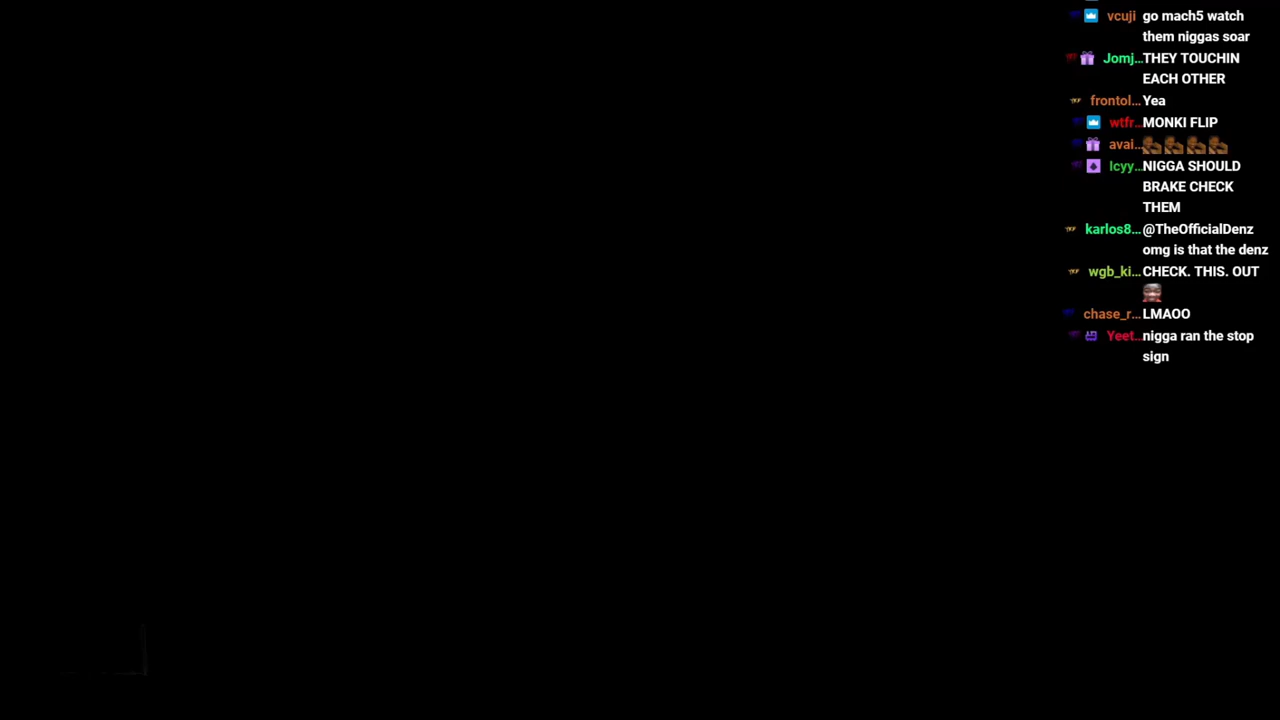 vcuji go mach5 watch
them niggas soar
Jomj… THEY TOUCHIN
EACH OTHER
frontol… Yea
wtfr… MONKI FLIP
avai…
Icyy… NIGGA SHOULD
BRAKE CHECK
THEM
karlos8… @TheOfficialDenz
omg is that the denz
wgb_ki… CHECK. THIS. OUT
chase_r… LMAOO
Yeet… nigga ran the stop
sign